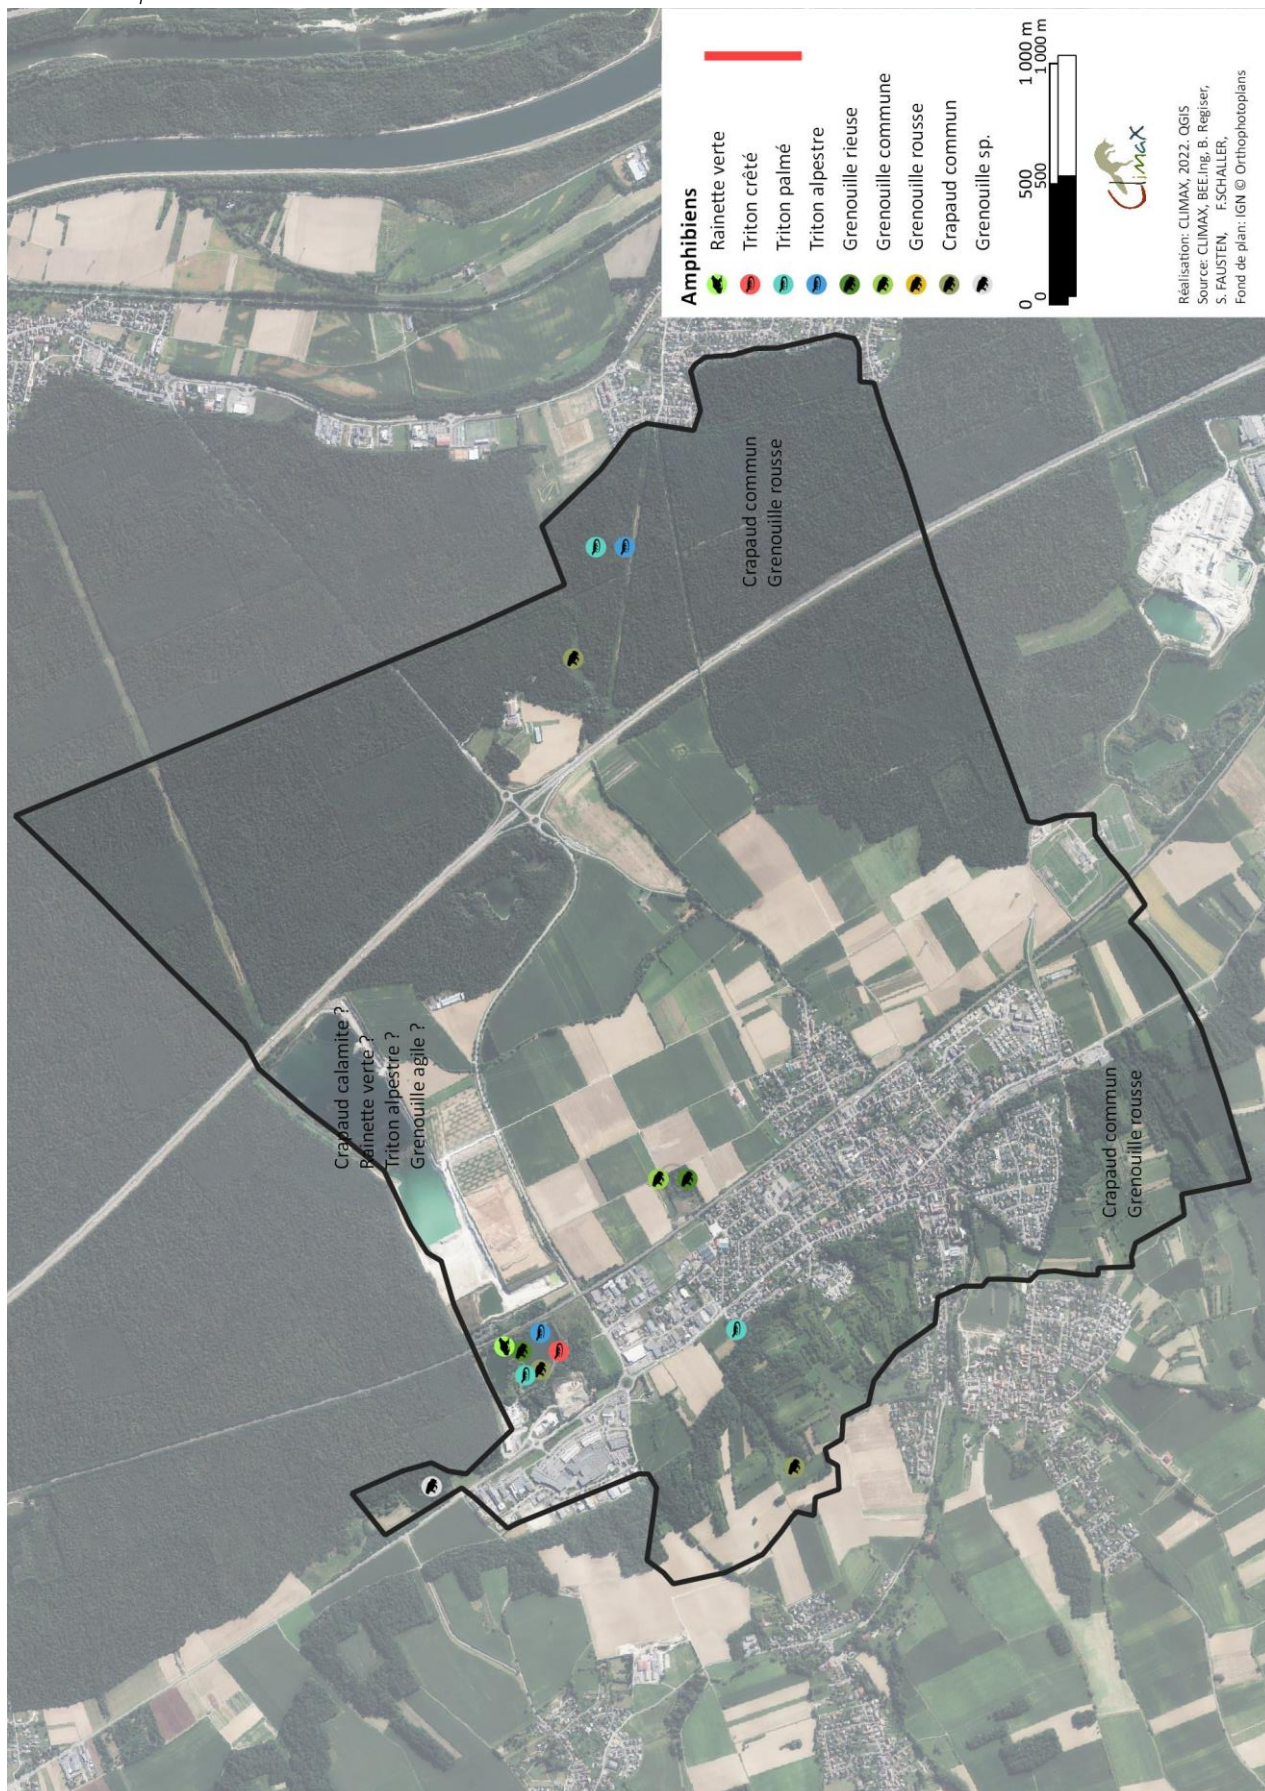 Amphibiens
Rainette verte
Triton crêté
Triton palmé
Triton alpestre
Grenouille rieuse
Grenouille commune
Grenouille rousse
Crapaud commun
Grenouille sp.
0 500 1 000 m
0 500 1 000 m
Climax
Réalisation: CLIMAX, 2022. QGIS
Source: CLIMAX, BEE.Ing, B. Regiser,
S. FAUSTEN, F.SCHALLER,
Fond de plan: IGN © Orthophotoplans
Crapaud commun
Grenouille rousse
Crapaud calamite ?
Rainette verte ?
Triton alpestre ?
Grenouille agile ?
Crapaud commun
Grenouille rousse